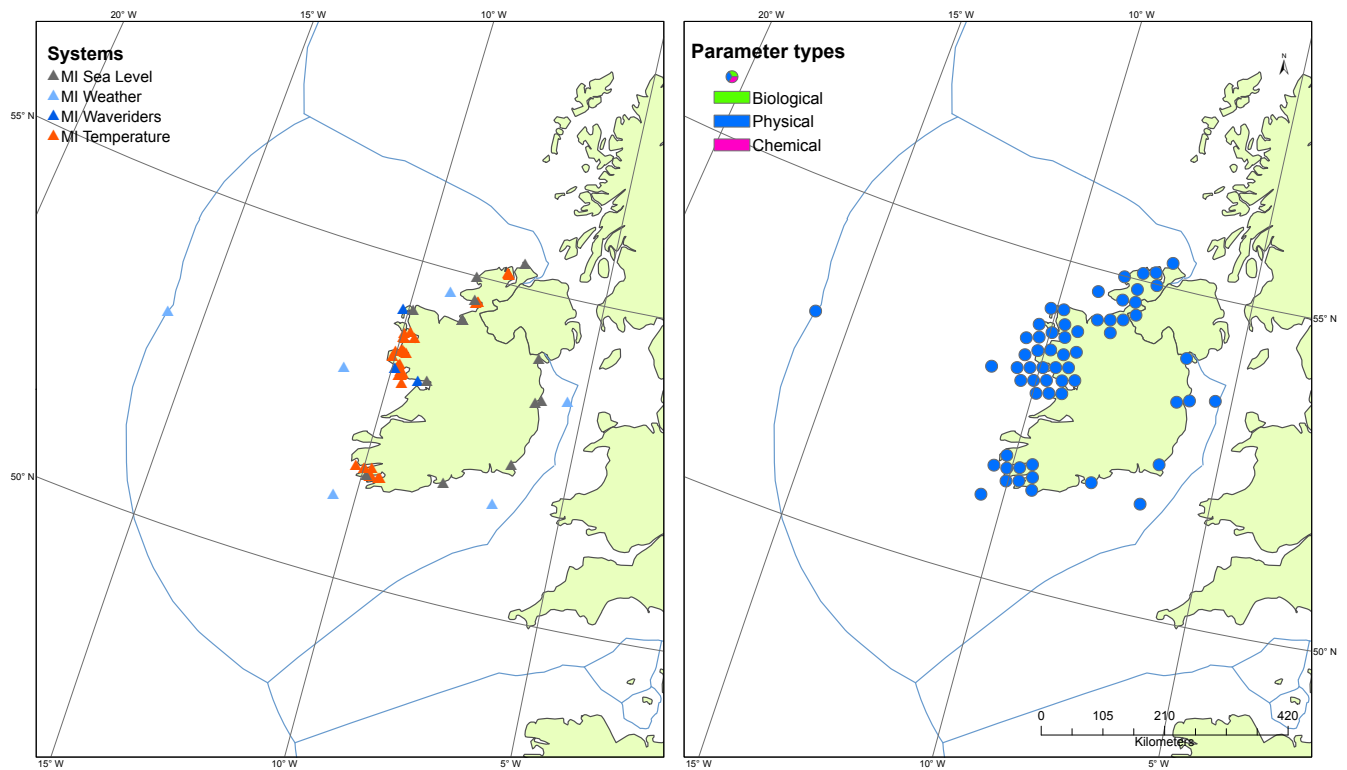 20° W
15° W
10° W
20° W
15° W
10° W
Systems
MI Sea Level
MI Weather
MI Waveriders
MI Temperature
Parameter types
N
Biological
Physical
Chemical
55° N
55° N
50° N
50° N
0
105
210
420
Kilometers
15° W
10° W
5° W
15° W
10° W
5° W